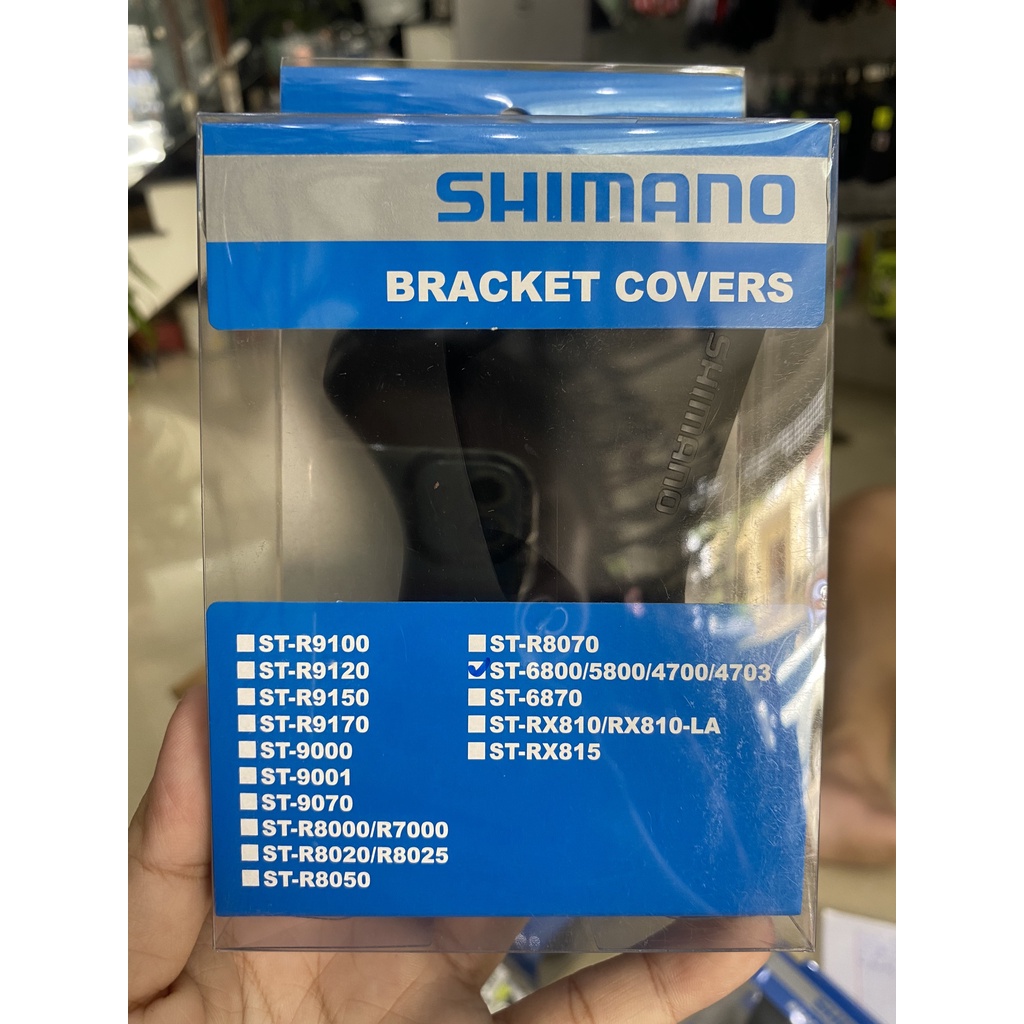 SHIMANO
BRACKET COVERS
SHIMANO
ST-R9100
ST-R9120
ST-R9150
ST-R9170
ST-9000
ST-9001
ST-9070
ST-R8000/R7000
ST-R8020/R8025
ST-R8050
ST-R8070
ST-6800/5800/4700/4703
ST-6870
ST-RX810/RX810-LA
ST-RX815